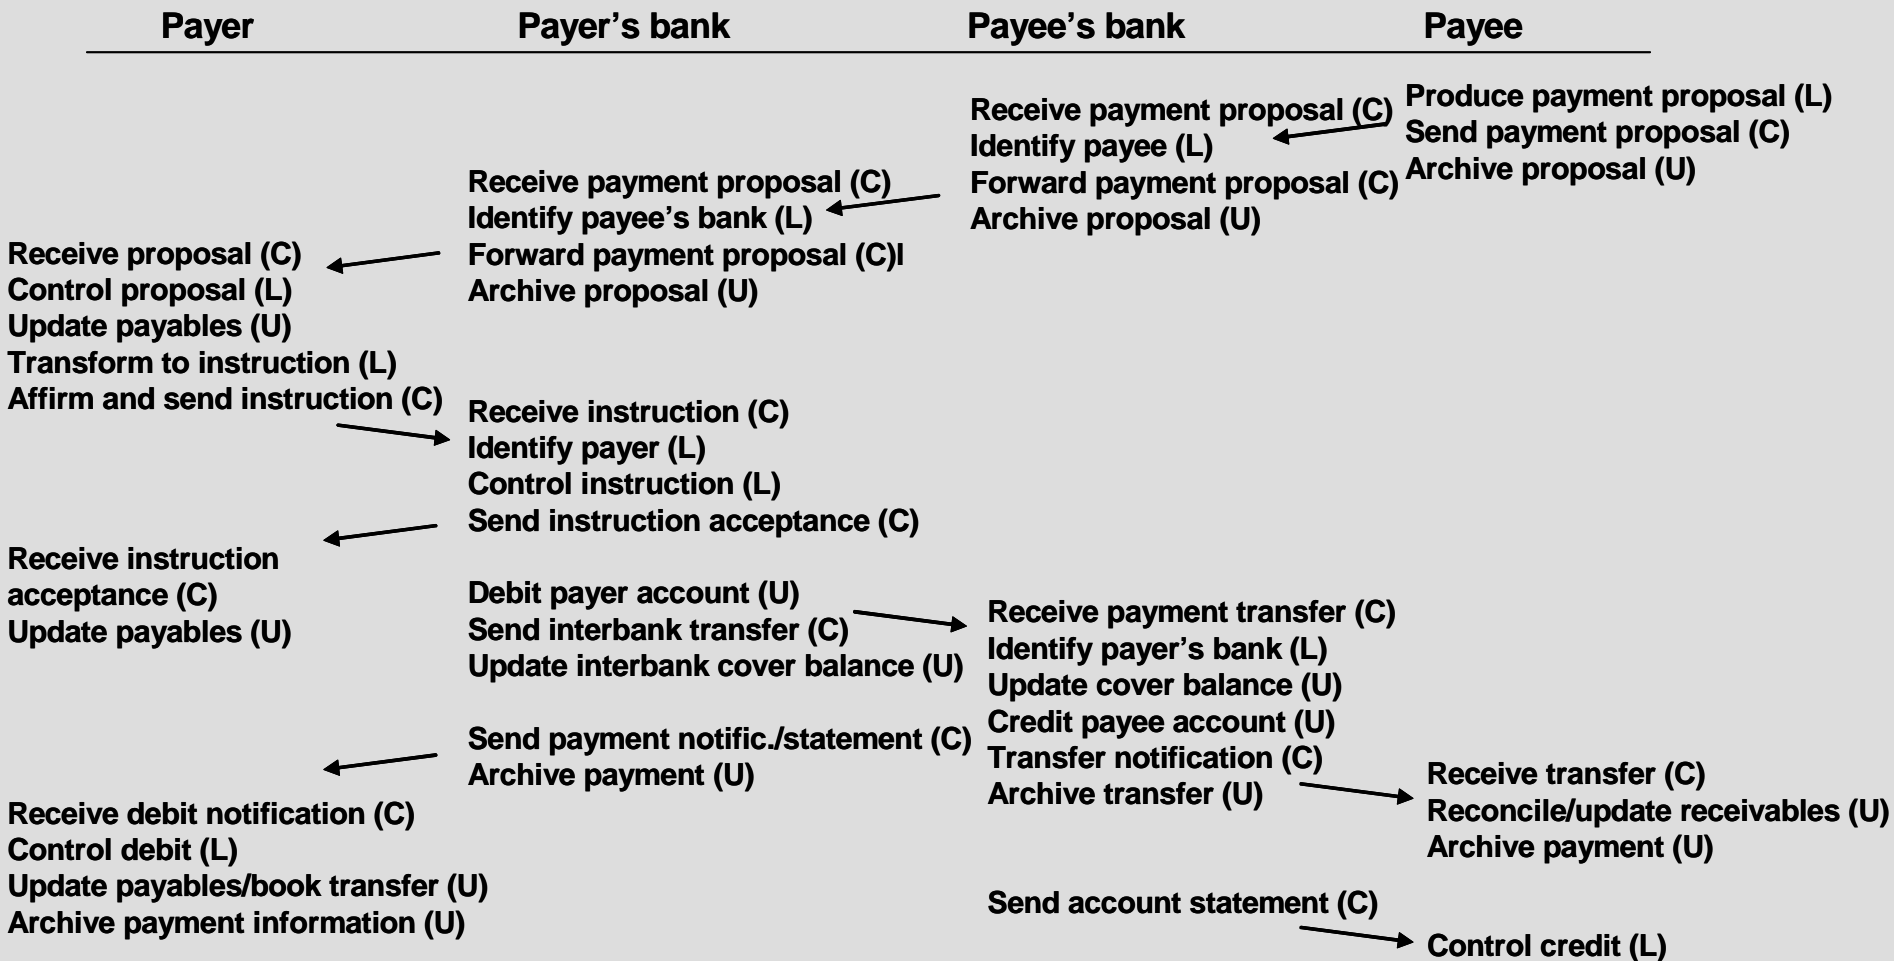 Payer
Payer's bank
Payee's bank
Payee
Produce payment proposal (L)
Send payment proposal (C)
Archive proposal (U)
Receive payment proposal (C)
Identify payee (L)
Forward payment proposal (C)
Archive proposal (U)
Receive payment proposal (C)
Identify payee's bank (L)
Forward payment proposal (C)l
Archive proposal (U)
Receive proposal (C)
Control proposal (L)
Update payables (U)
Transform to instruction (L)
Affirm and send instruction (C)
Receive instruction (C)
Identify payer (L)
Control instruction (L)
Send instruction acceptance (C)
Receive instruction
acceptance (C)
Update payables (U)
Debit payer account (U)
Send interbank transfer (C)
Update interbank cover balance (U)
Receive payment transfer (C)
Identify payer's bank (L)
Update cover balance (U)
Credit payee account (U)
Transfer notification (C)
Archive transfer (U)
Send payment notific./statement (C)
Archive payment (U)
Receive transfer (C)
Reconcile/update receivables (U)
Archive payment (U)
Receive debit notification (C)
Control debit (L)
Update payables/book transfer (U)
Archive payment information (U)
Send account statement (C)
Control credit (L)